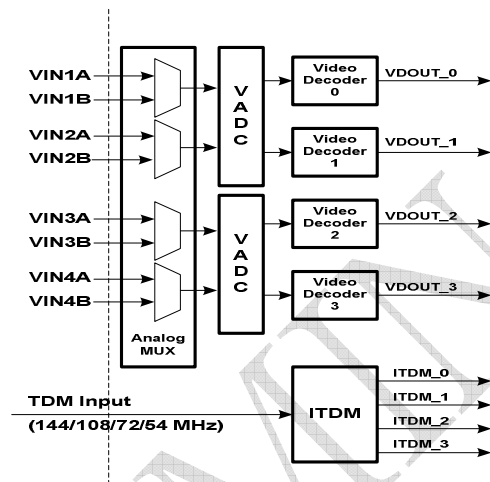 VIN1A
VIN1B
VIN2A
VIN2B
VIN3A
VIN3B
VIN4A
VIN4B
Analog
MUX
V
A
D
C
V
A
D
C
Video
Decoder
0
Video
Decoder
1
Video
Decoder
2
Video
Decoder
3
VDOUT_0
VDOUT_1
VDOUT_2
VDOUT_3
TDM Input
(144/108/72/54 MHz)
ITDM
ITDM_0
ITDM_1
ITDM_2
ITDM_3